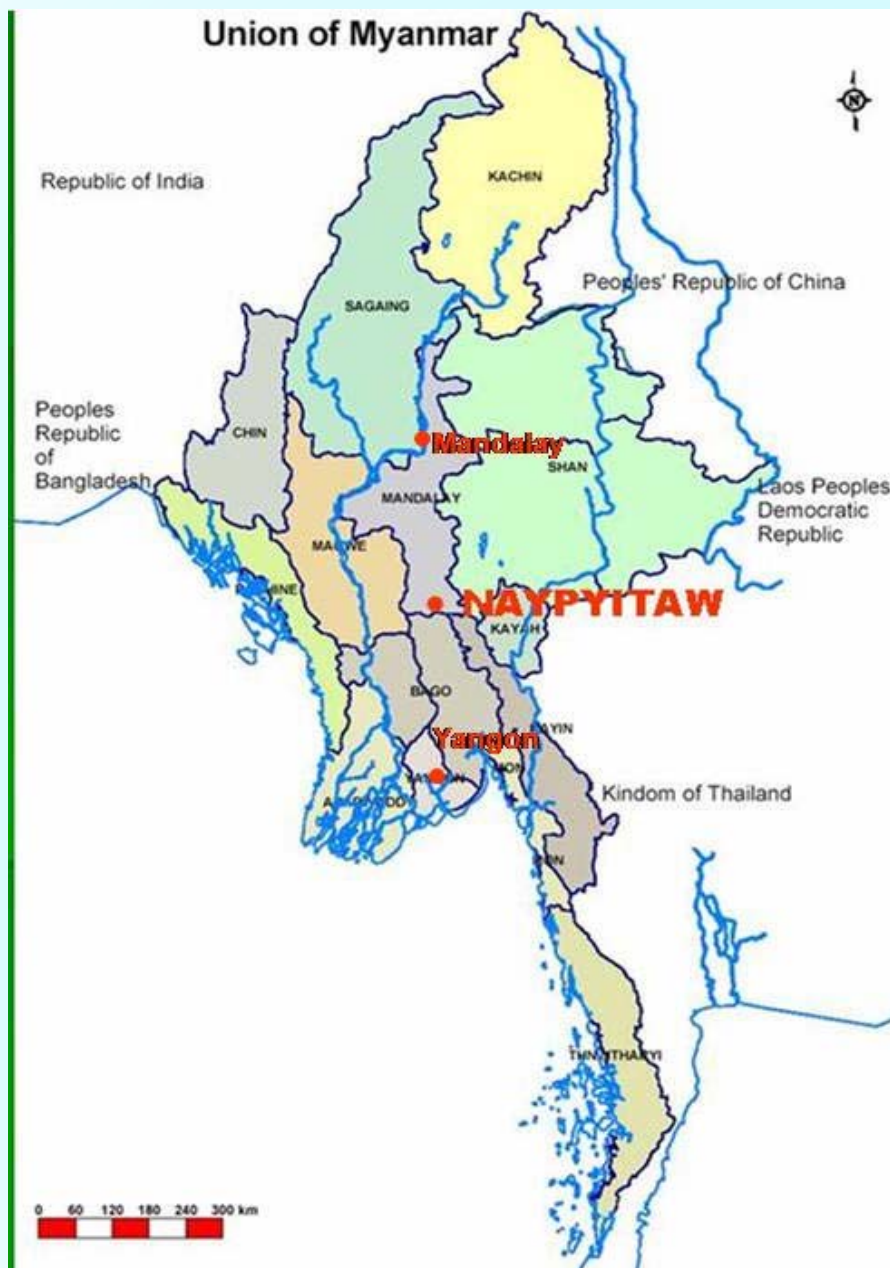 Union of Myanmar
N
Republic of India
KACHIN
Peoples' Republic of China
SAGAING
Peoples
Republic
of
Bangladesh
CHIN
Mandalay
SHAN
MANDALAY
Laos Peoples
Democratic
Republic
NAYPYITAW
KAYAH
BAGO
Yangon
Kindom of Thailand
0 60 120 180 240 300 km